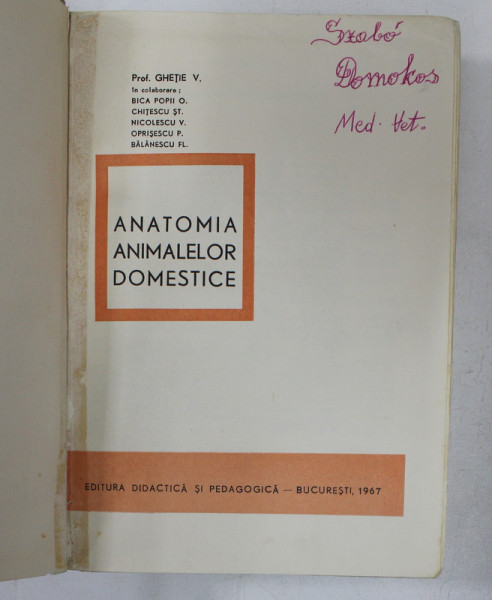 Szabó
Domokos
Med. Vet.
Prof. GHEȚIE V.
în colaborare ;
BICA POPII O.
CHIȚESCU ȘT.
NICOLESCU V.
OPRIȘESCU P.
BĂLĂNESCU FL.
ANATOMIA
ANIMALELOR
DOMESTICE
EDITURA DIDACTICĂ ȘI PEDAGOGICĂ — BUCUREȘTI, 1967